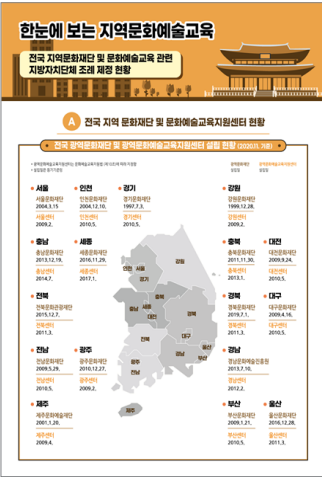 한눈에 보는 지역문화예술교육
전국 지역문화재단 및 문화예술교육 관련
지방자치단체 조례 제정 현황
A 전국 지역 문화재단 및 문화예술교육지원센터 현황
전국 광역문화재단 및 광역문화예술교육지원센터 설립 현황 (2020.11. 기준)
서울
서울문화재단
2004.3.15
서울센터
2009.2.
인천
인천문화재단
2004.12.10.
인천센터
2010.5.
경기
경기문화재단
1997.7.3.
경기센터
2010.5.
강원
강원문화재단
1999.12.28.
강원센터
2009.2.
충남
충남문화재단
2013.12.19.
충남센터
2014.7.
세종
세종문화재단
2016.11.29.
세종센터
2017.1.
충북
충북문화재단
2011.11.30.
충북센터
2013.1.
대전
대전문화재단
2009.9.24.
대전센터
2010.5.
전북
전북문화관광재단
2015.12.7.
전북센터
2011.3.
경북
경북문화재단
2019.7.1.
경북센터
2011.3.
대구
대구문화재단
2009.4.16.
대구센터
2010.5.
전남
전남문화재단
2009.5.29.
전남센터
2010.5.
광주
광주문화재단
2010.12.27.
광주센터
2009.2.
경남
경남문화예술진흥원
2013.7.10.
경남센터
2012.2.
제주
제주문화예술재단
2001.1.20.
제주센터
2009.4.
부산
부산문화재단
2009.1.21.
부산센터
2010.5.
울산
울산문화재단
2016.12.28.
울산센터
2011.3.
강원
인천 서울
경기
충북
충남 세종
대전
경북
전북
대구
울산
경남
부산
광주
전남
제주